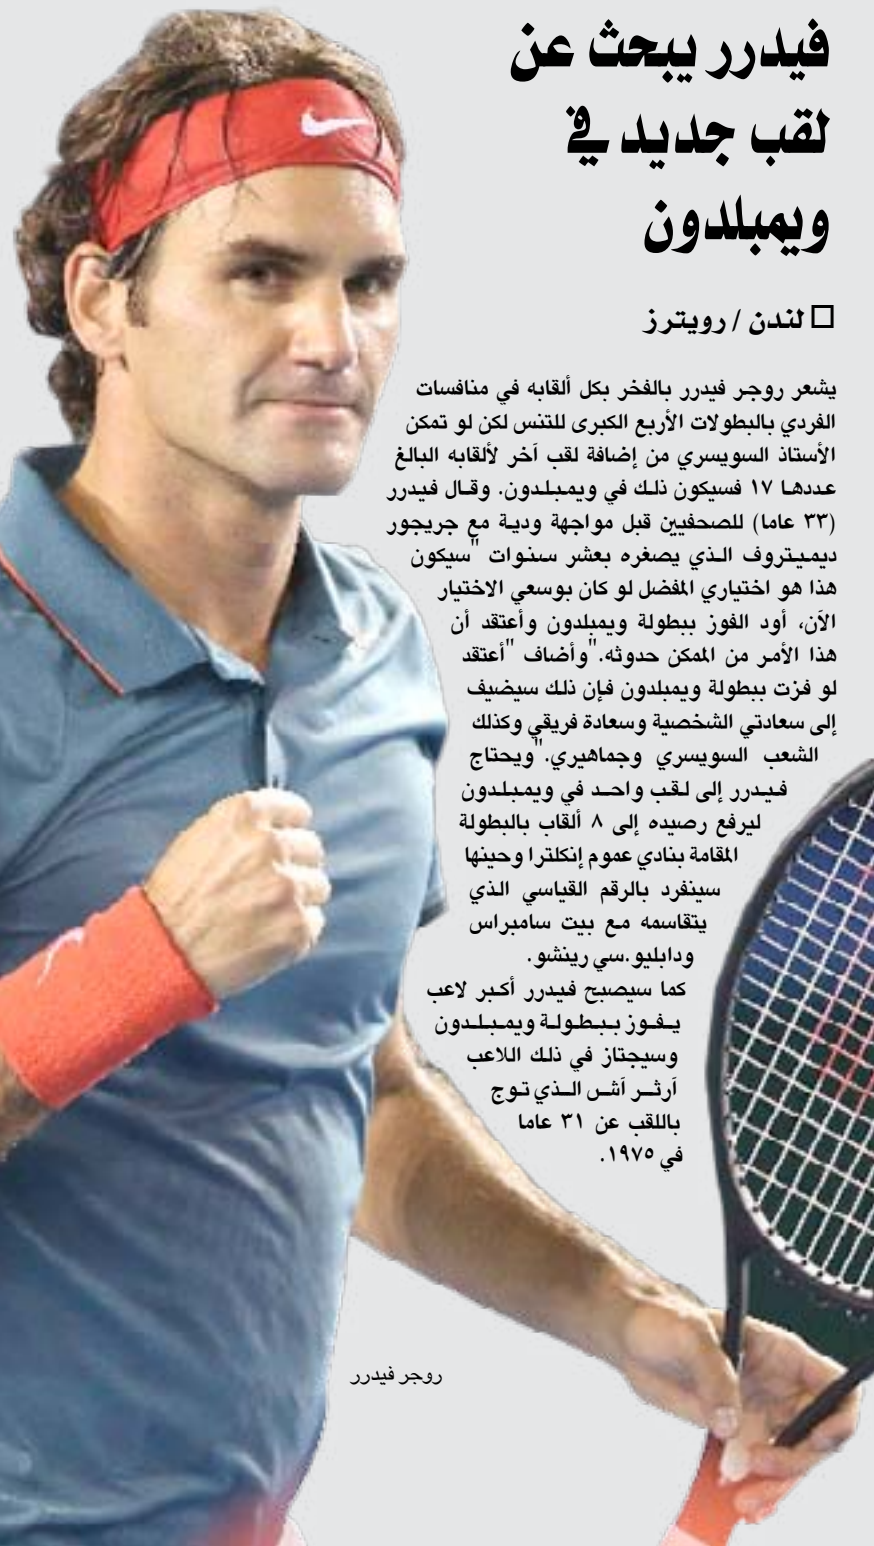 فيدرر يبحث عن
لقب جديد في
ويمبلدون
□ لندن / رويترز
يشعر روجر فيدرر بالفخر بكل ألقابه في منافسات
الفردي بالبطولات الأربع الكبرى للتنس لكن لو تمكن
الأستاذ السويسري من إضافة لقب آخر لألقابه البالغ
عددها ١٧ فسيكون ذلك في ويمبلدون. وقال فيدرر
(٣٣ عاما) للصحفيين قبل مواجهة ودية مع جريجور
ديميتروف الذي يصغره بعشر سنوات "سيكون
هذا هو اختياري المفضل لو كان بوسعي الاختيار
الآن، أود الفوز ببطولة ويمبلدون وأعتقد أن
هذا الأمر من الممكن حدوثه."وأضاف "أعتقد
لو فزت ببطولة ويمبلدون فإن ذلك سيضيف
إلى سعادتي الشخصية وسعادة فريقي وكذلك
الشعب السويسري وجماهيري."ويحتاج
فيدرر إلى لقب واحد في ويمبلدون
ليرفع رصيده إلى ٨ ألقاب بالبطولة
المقامة بنادي عموم إنكلترا وحينها
سينفرد بالرقم القياسي الذي
يتقاسمه مع بيت سامبراس
ودابليو.سي رينشو.
كما سيصبح فيدرر أكبر لاعب
يفوز ببطولة ويمبلدون
وسيجتاز في ذلك اللاعب
آرثر آش الذي توج
باللقب عن ٣١ عاما
في ١٩٧٥.
روجر فيدرر